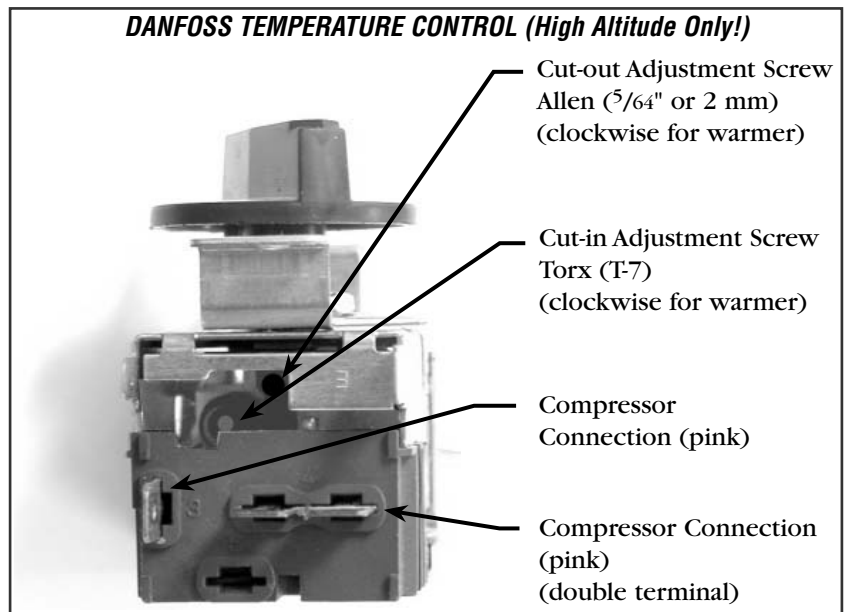 DANFOSS TEMPERATURE CONTROL (High Altitude Only!)
Cut-out Adjustment Screw
Allen (5/64" or 2 mm)
(clockwise for warmer)
Cut-in Adjustment Screw
Torx (T-7)
(clockwise for warmer)
Compressor
Connection (pink)
Compressor Connection
(pink)
(double terminal)